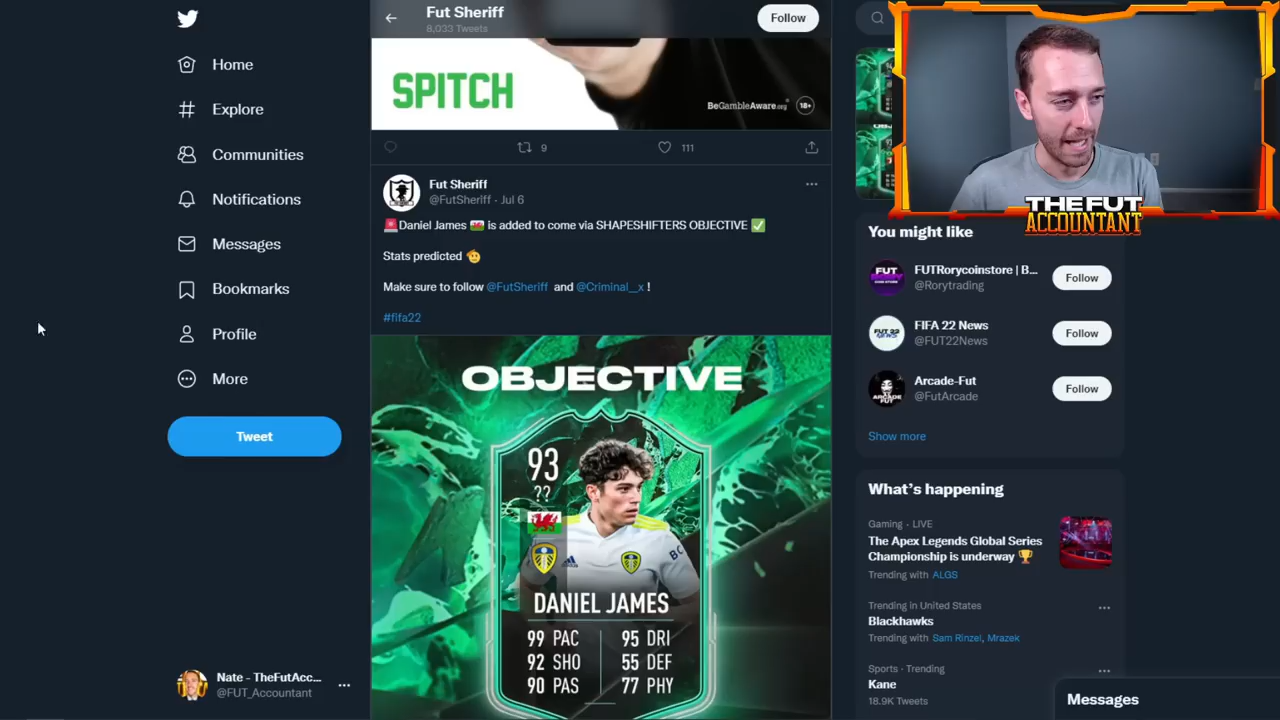 Fut Sheriff
8,033 Tweets
Follow
Home
Explore
Communities
Notifications
Messages
Bookmarks
Profile
More
Tweet
Nate - TheFutAcc...
@FUT_Accountant
SPITCH
BeGambleAware.org
18+
9
111
Fut Sheriff
@FutSheriff · Jul 6
🚨Daniel James 🏴󠁧󠁢󠁷󠁬󠁳󠁿 is added to come via SHAPESHIFTERS OBJECTIVE ✅
Stats predicted 🫡
Make sure to follow @FutSheriff and @Criminal__x !
#fifa22
OBJECTIVE
93
??
DANIEL JAMES
99 PAC 95 DRI
92 SHO 55 DEF
90 PAS 77 PHY
THE FUT
ACCOUNTANT
You might like
FUTRorycoinstore | B...
@Rorytrading
Follow
FIFA 22 News
@FUT22News
Follow
Arcade-Fut
@FutArcade
Follow
Show more
What's happening
Gaming · LIVE
The Apex Legends Global Series
Championship is underway 🏆
Trending with ALGS
Trending in United States
Blackhawks
Trending with Sam Rinzel, Mrazek
Sports · Trending
Kane
18.9K Tweets
Messages